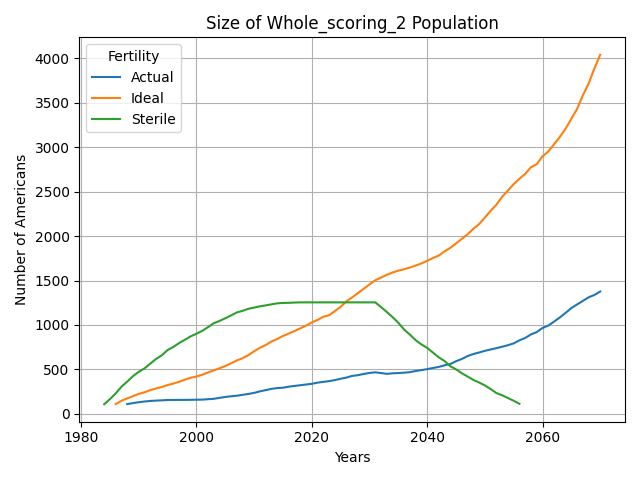 Size of Whole_scoring_2 Population
Fertility
Actual
Ideal
Sterile
Number of Americans
4000
3500
3000
2500
2000
1500
1000
500
0
1980
2000
2020
2040
2060
Years